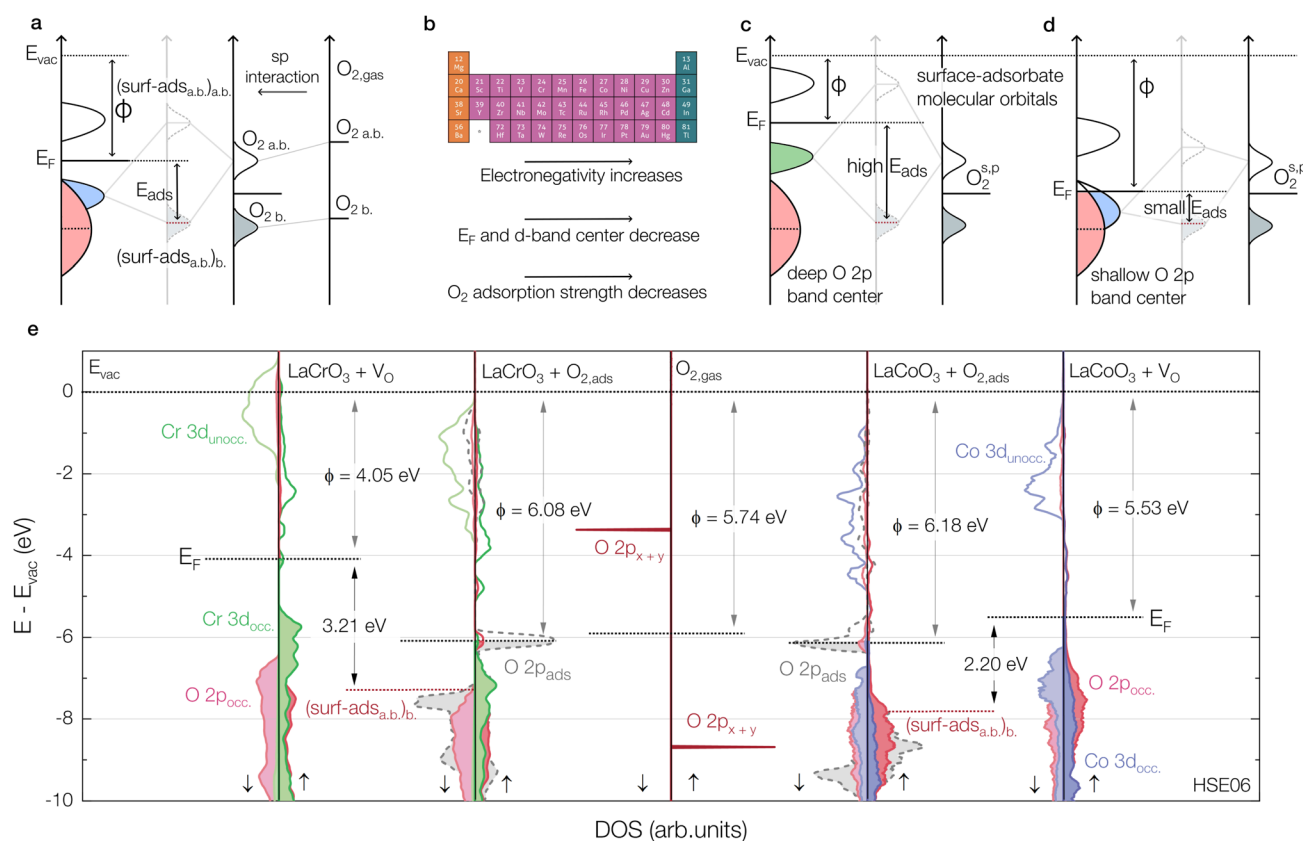 a
E_vac
(surf-ads_a.b.)_a.b.
ϕ
E_F
E_ads
(surf-ads_a.b.)_b.
sp
interaction
O_2,gas
O_2 a.b.
O_2 a.b.
O_2 b.
O_2 b.
b
12 Mg 13 Al
20 Ca 21 Sc 22 Ti 23 V 24 Cr 25 Mn 26 Fe 27 Co 28 Ni 29 Cu 30 Zn 31 Ga
38 Sr 39 Y 40 Zr 41 Nb 42 Mo 43 Tc 44 Ru 45 Rh 46 Pd 47 Ag 48 Cd 49 In
56 Ba * 72 Hf 73 Ta 74 W 75 Re 76 Os 77 Ir 78 Pt 79 Au 80 Hg 81 Tl
Electronegativity increases
E_F and d-band center decrease
O_2 adsorption strength decreases
c
E_vac
ϕ
E_F
high E_ads
O_2^s,p
deep O 2p
band center
surface-adsorbate
molecular orbitals
d
ϕ
E_F
small E_ads
O_2^s,p
shallow O 2p
band center
e
E_vac
LaCrO_3 + V_O
LaCrO_3 + O_2,ads
O_2,gas
LaCoO_3 + O_2,ads
LaCoO_3 + V_O
0
-2
-4
-6
-8
-10
E - E_vac (eV)
Cr 3d_unocc.
ϕ = 4.05 eV
E_F
Cr 3d_occ.
3.21 eV
O 2p_occ.
(surf-ads_a.b.)_b.
ϕ = 6.08 eV
O 2p_ads
ϕ = 5.74 eV
O 2p_x + y
O 2p_x + y
ϕ = 6.18 eV
O 2p_ads
2.20 eV
(surf-ads_a.b.)_b.
Co 3d_unocc.
ϕ = 5.53 eV
E_F
O 2p_occ.
Co 3d_occ.
HSE06
DOS (arb.units)